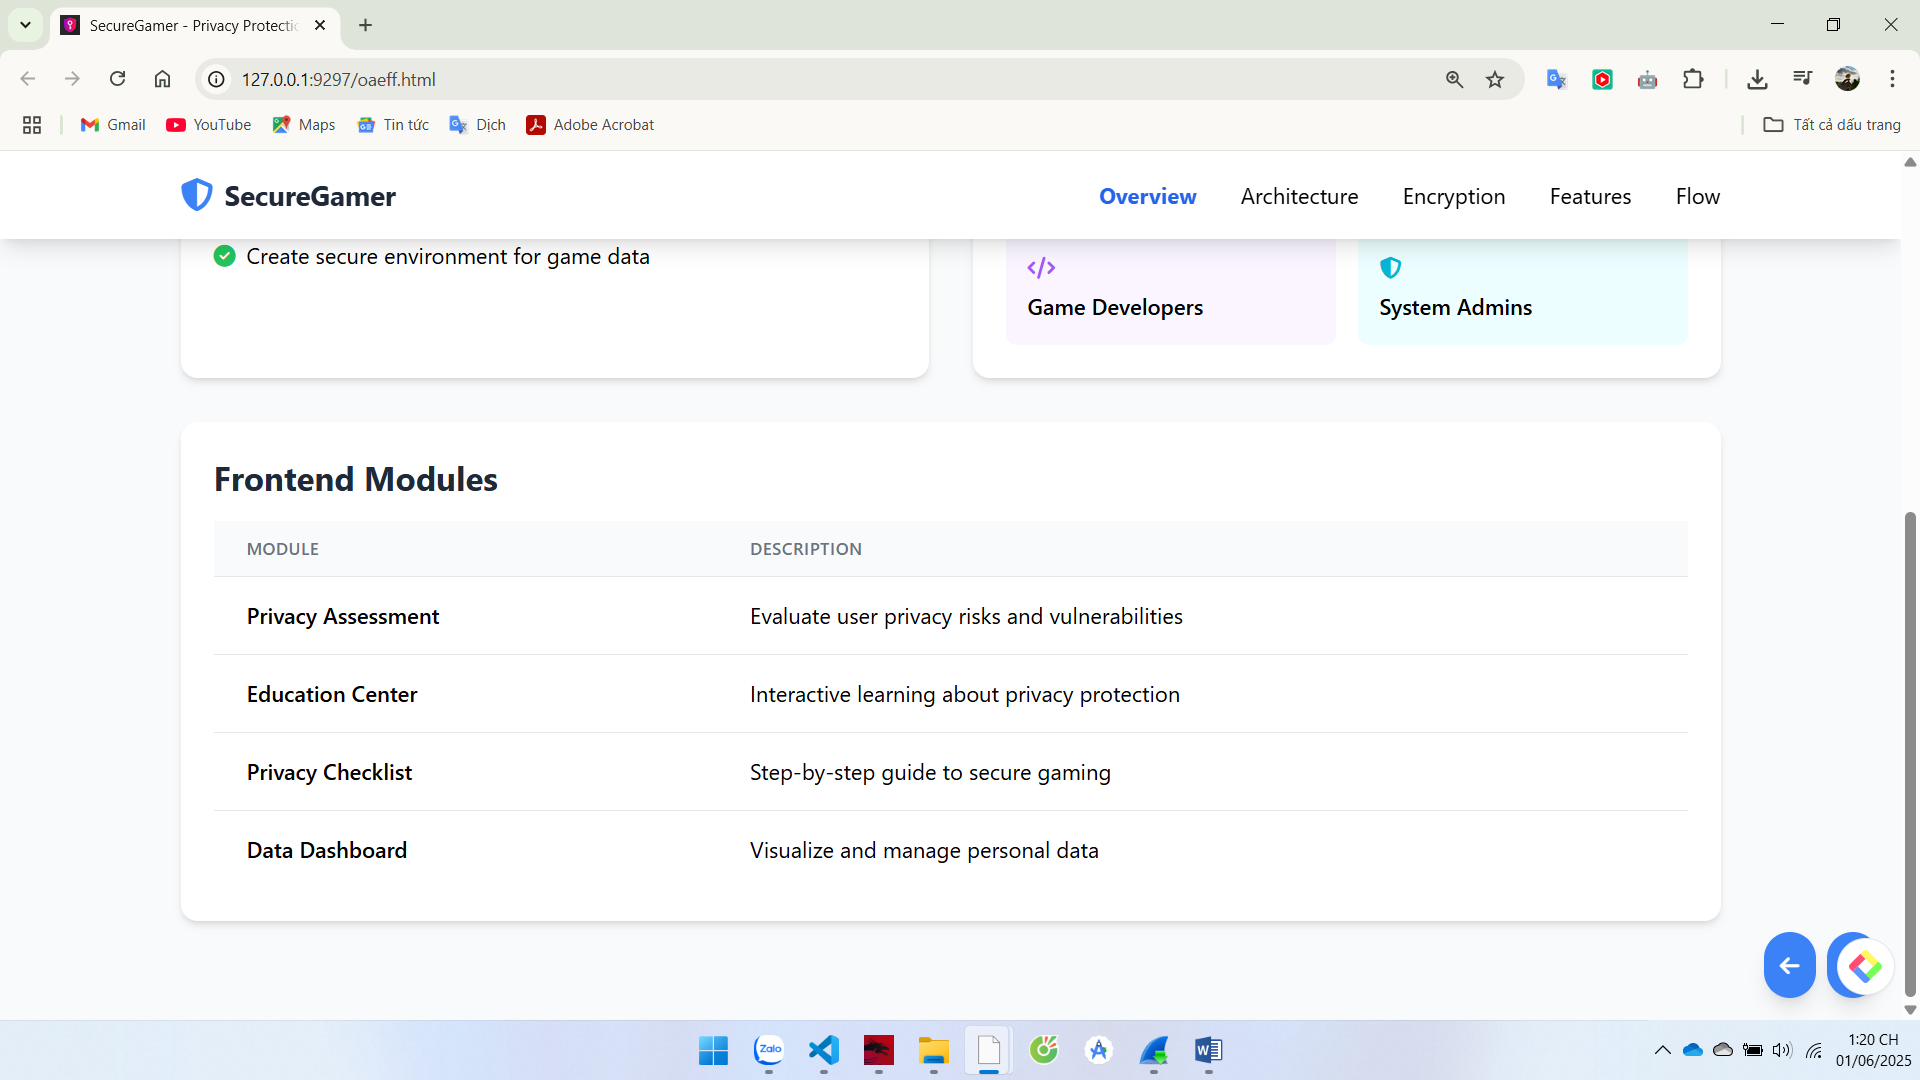 SecureGamer - Privacy Protectio
127.0.0.1:9297/oaeff.html
Gmail
YouTube
Maps
Tin tức
Dịch
Adobe Acrobat
Tất cả dấu trang
SecureGamer
Overview
Architecture
Encryption
Features
Flow
Create secure environment for game data
Game Developers
System Admins
Frontend Modules
MODULE
DESCRIPTION
Privacy Assessment
Evaluate user privacy risks and vulnerabilities
Education Center
Interactive learning about privacy protection
Privacy Checklist
Step-by-step guide to secure gaming
Data Dashboard
Visualize and manage personal data
Zalo
1:20 CH
01/06/2025